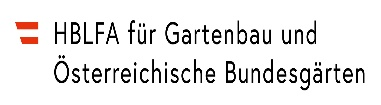 HBLFA für Gartenbau und
Österreichische Bundesgärten